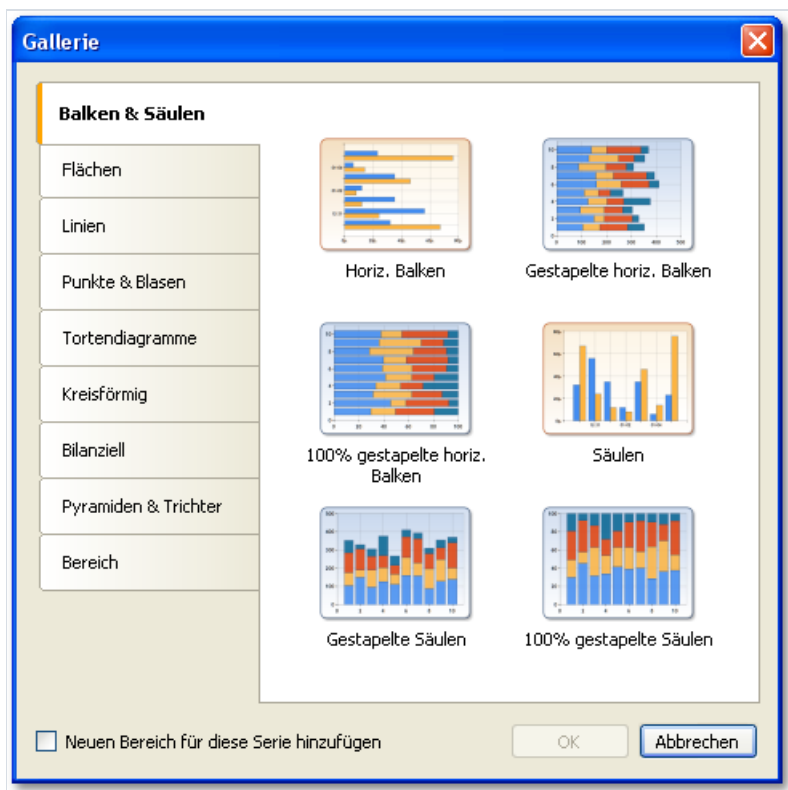 Gallerie
Balken & Säulen
Flächen
Linien
Punkte & Blasen
Tortendiagramme
Kreisförmig
Bilanziell
Pyramiden & Trichter
Bereich
Horiz. Balken
Gestapelte horiz. Balken
100% gestapelte horiz.
Balken
Säulen
Gestapelte Säulen
100% gestapelte Säulen
Neuen Bereich für diese Serie hinzufügen
OK
Abbrechen